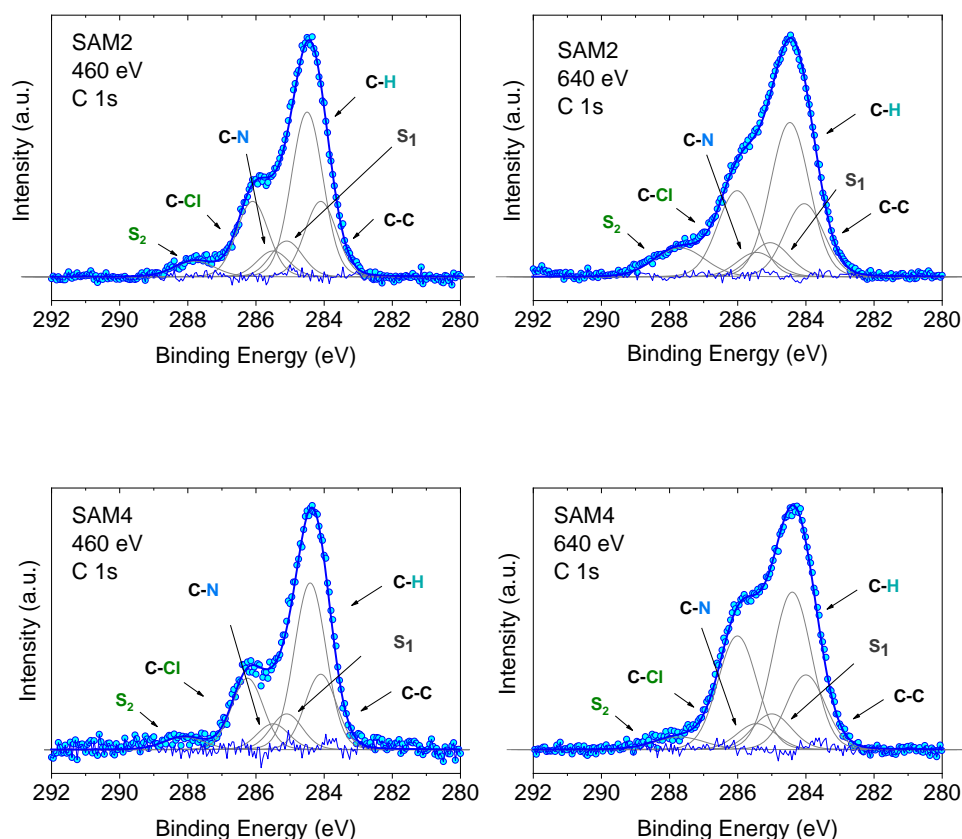 SAM2
460 eV
C 1s
C-H
C-N
S1
C-Cl
S2
C-C
Intensity (a.u.)
292 290 288 286 284 282 280
Binding Energy (eV)
SAM2
640 eV
C 1s
C-H
C-N
S1
C-Cl
S2
C-C
Intensity (a.u.)
292 290 288 286 284 282 280
Binding Energy (eV)
SAM4
460 eV
C 1s
C-N
C-H
S1
C-Cl
C-C
S2
Intensity (a.u.)
292 290 288 286 284 282 280
Binding Energy (eV)
SAM4
640 eV
C 1s
C-H
C-N
S1
C-Cl
C-C
S2
Intensity (a.u.)
292 290 288 286 284 282 280
Binding Energy (eV)